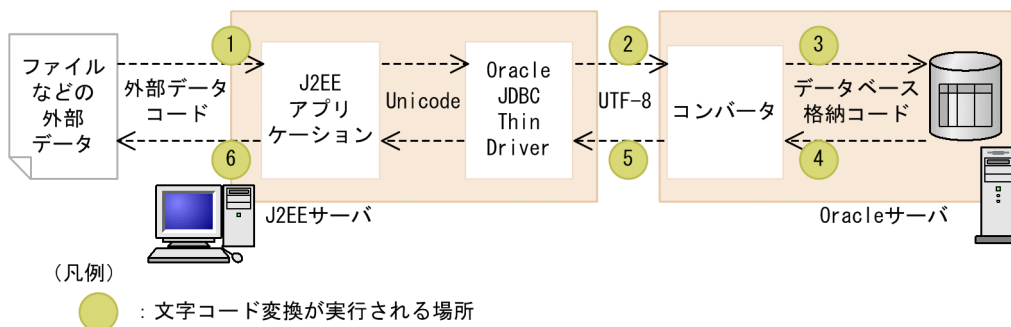 ファイル
などの
外部
データ
1
外部データ
コード
6
J2EE
アプリ
ケーション
Unicode
Oracle
JDBC
Thin
Driver
2
UTF-8
5
コンバータ
3
データベース
格納コード
4
J2EEサーバ
Oracleサーバ
(凡例)
:文字コード変換が実行される場所